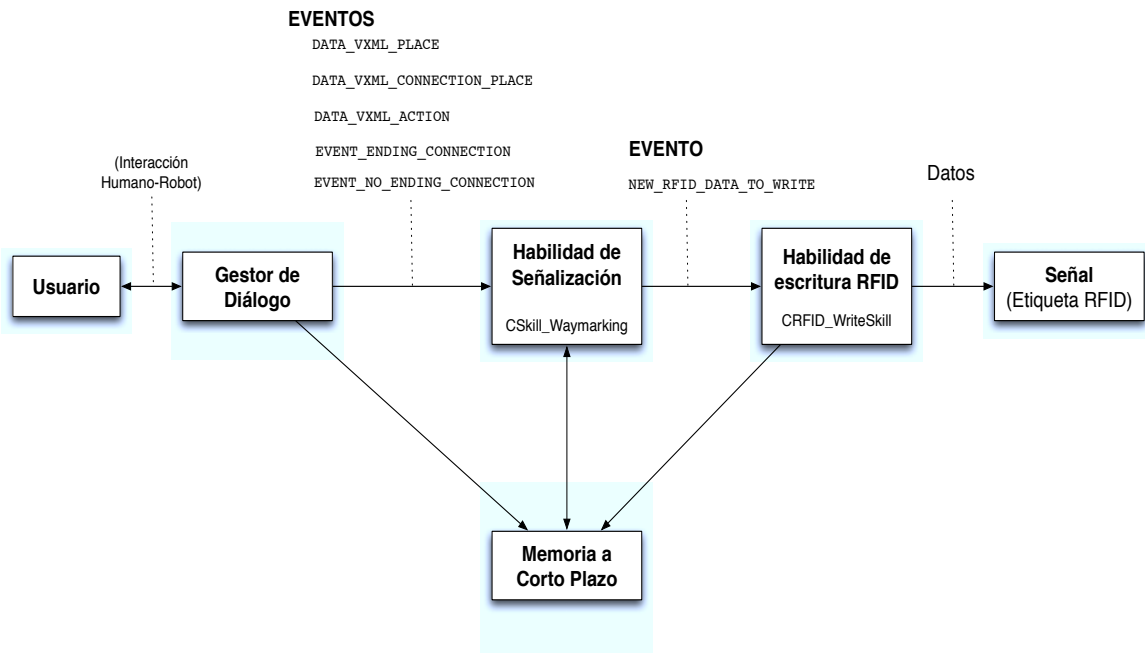 EVENTOS
DATA_VXML_PLACE
DATA_VXML_CONNECTION_PLACE
DATA_VXML_ACTION
EVENT_ENDING_CONNECTION
EVENT_NO_ENDING_CONNECTION
(Interacción
Humano-Robot)
EVENTO
NEW_RFID_DATA_TO_WRITE
Datos
Usuario
Gestor de
Diálogo
Habilidad de
Señalización
CSkill_Waymarking
Habilidad de
escritura RFID
CRFID_WriteSkill
Señal
(Etiqueta RFID)
Memoria a
Corto Plazo